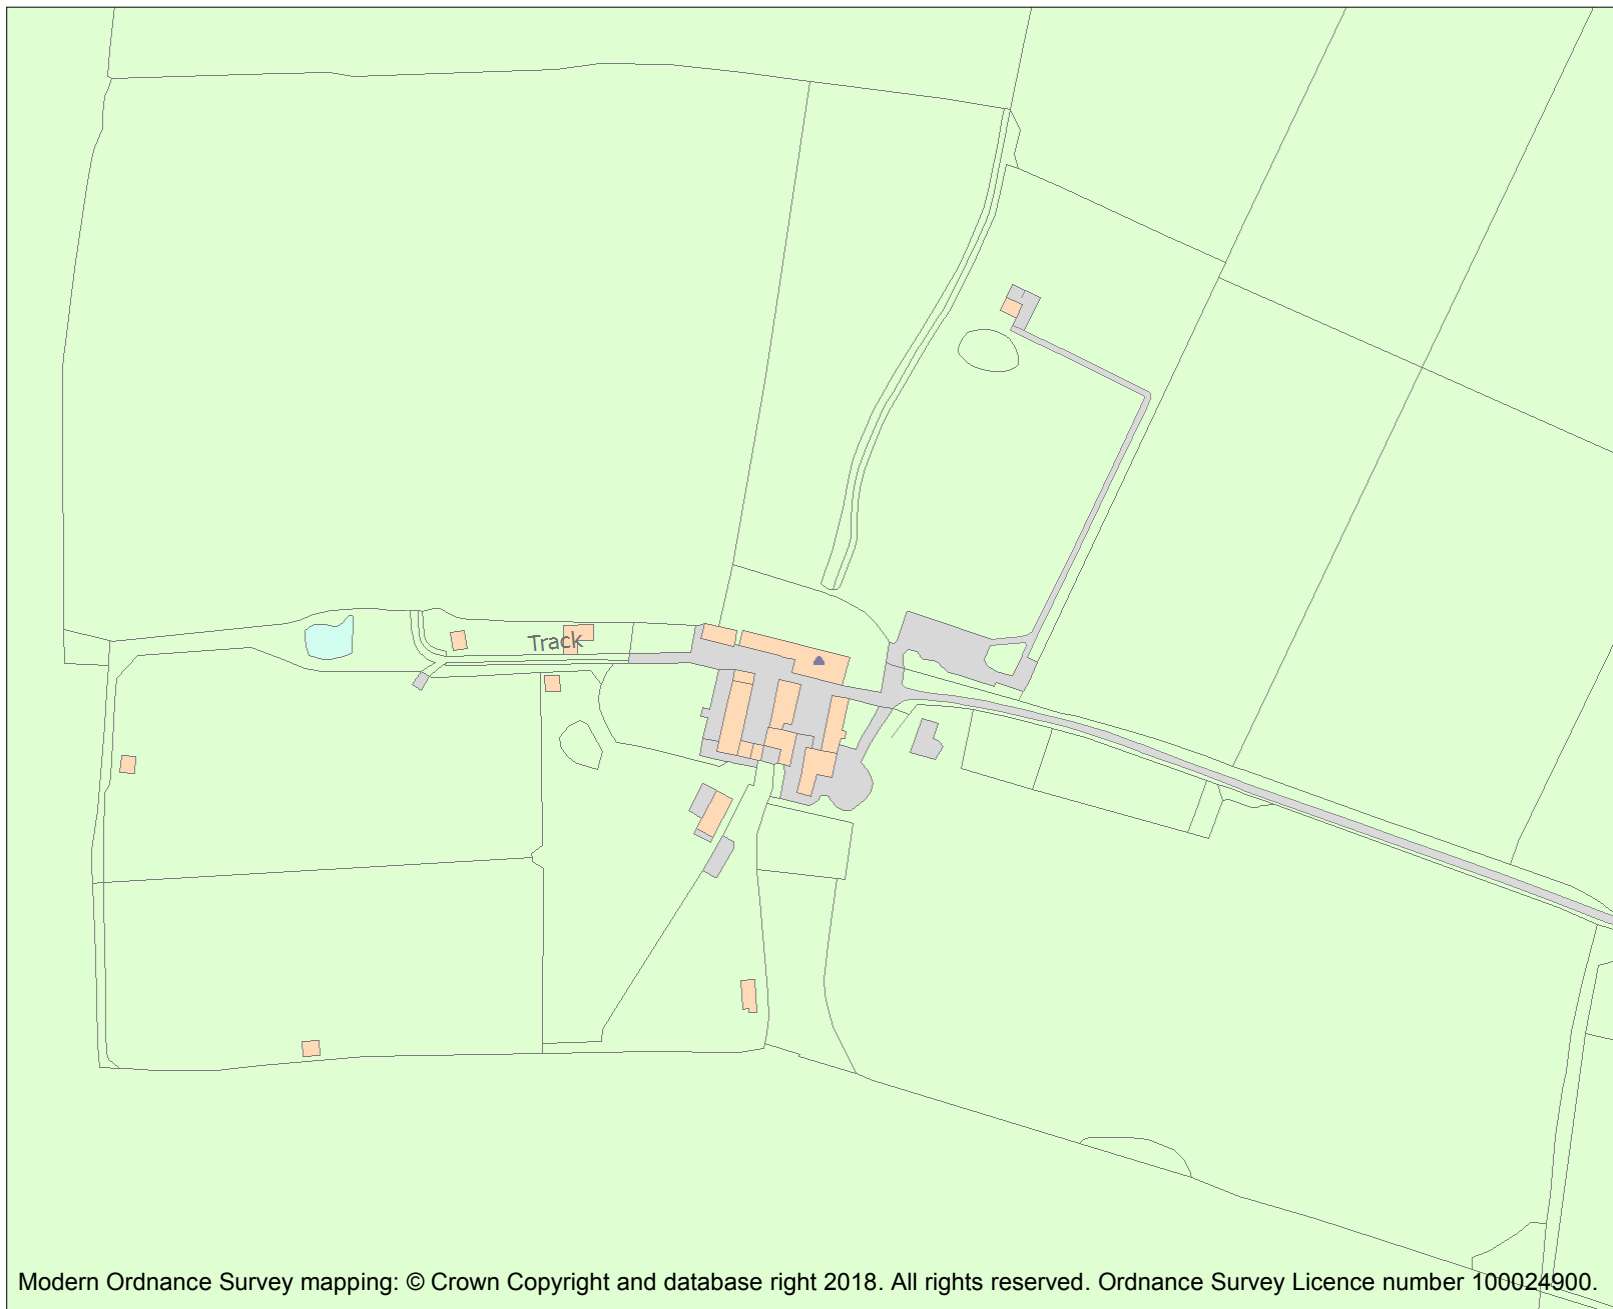 Track
Modern Ordnance Survey mapping: © Crown Copyright and database right 2018. All rights reserved. Ordnance Survey Licence number 100024900.